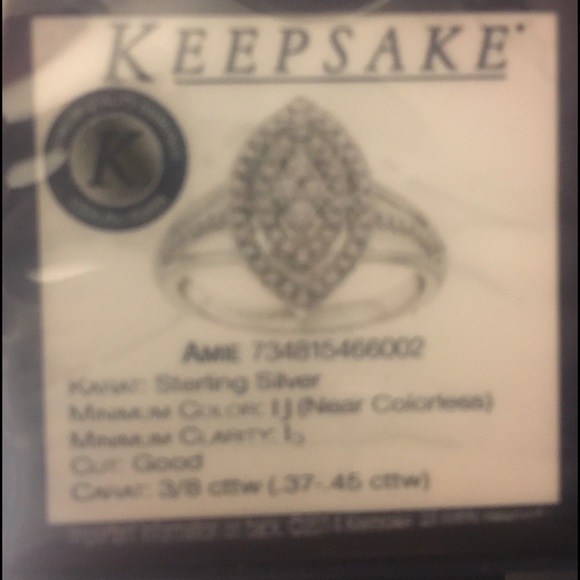 KEEPSAKE®
K
AMIE 734815466002
KARAT: Sterling Silver
MINIMUM COLOR: I J (Near Colorless)
MINIMUM CLARITY: I3
CUT: Good
CARAT: 3/8 cttw (.37-.45 cttw)